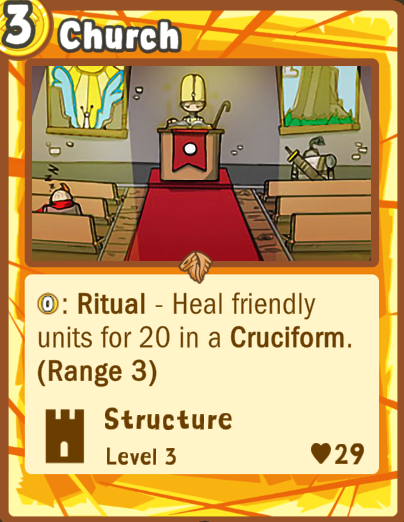 3 Church
z z
0: Ritual - Heal friendly
units for 20 in a Cruciform.
(Range 3)
Structure
Level 3 ♥29